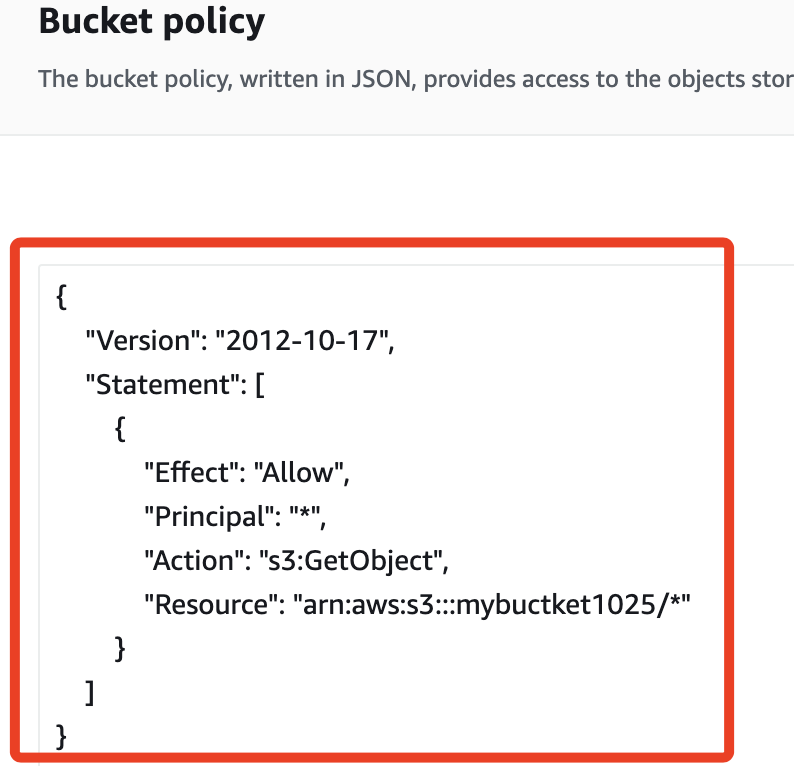 Bucket policy
The bucket policy, written in JSON, provides access to the objects
{
"Version": "2012-10-17",
"Statement": [
{
"Effect": "Allow",
"Principal": "*",
"Action": "s3:GetObject",
"Resource": "arn:aws:s3:::mybuctket1025/*"
}
]
}